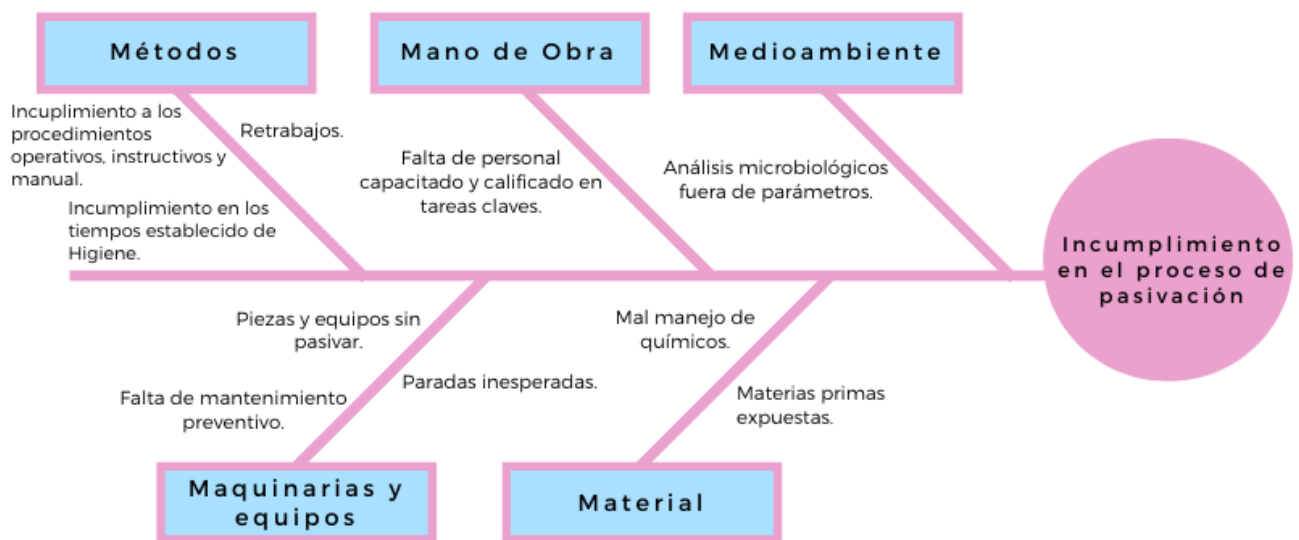 Métodos
Mano de Obra
Medioambiente
Incuplimiento a los
procedimientos
operativos, instructivos y
manual.
Retrabajos.
Incumplimiento en los
tiempos establecido de
Higiene.
Falta de personal
capacitado y calificado en
tareas claves.
Análisis microbiológicos
fuera de parámetros.
Incumplimiento
en el proceso de
pasivación
Piezas y equipos sin
pasivar.
Falta de mantenimiento
preventivo.
Paradas inesperadas.
Mal manejo de
químicos.
Materias primas
expuestas.
Maquinarias y
equipos
Material